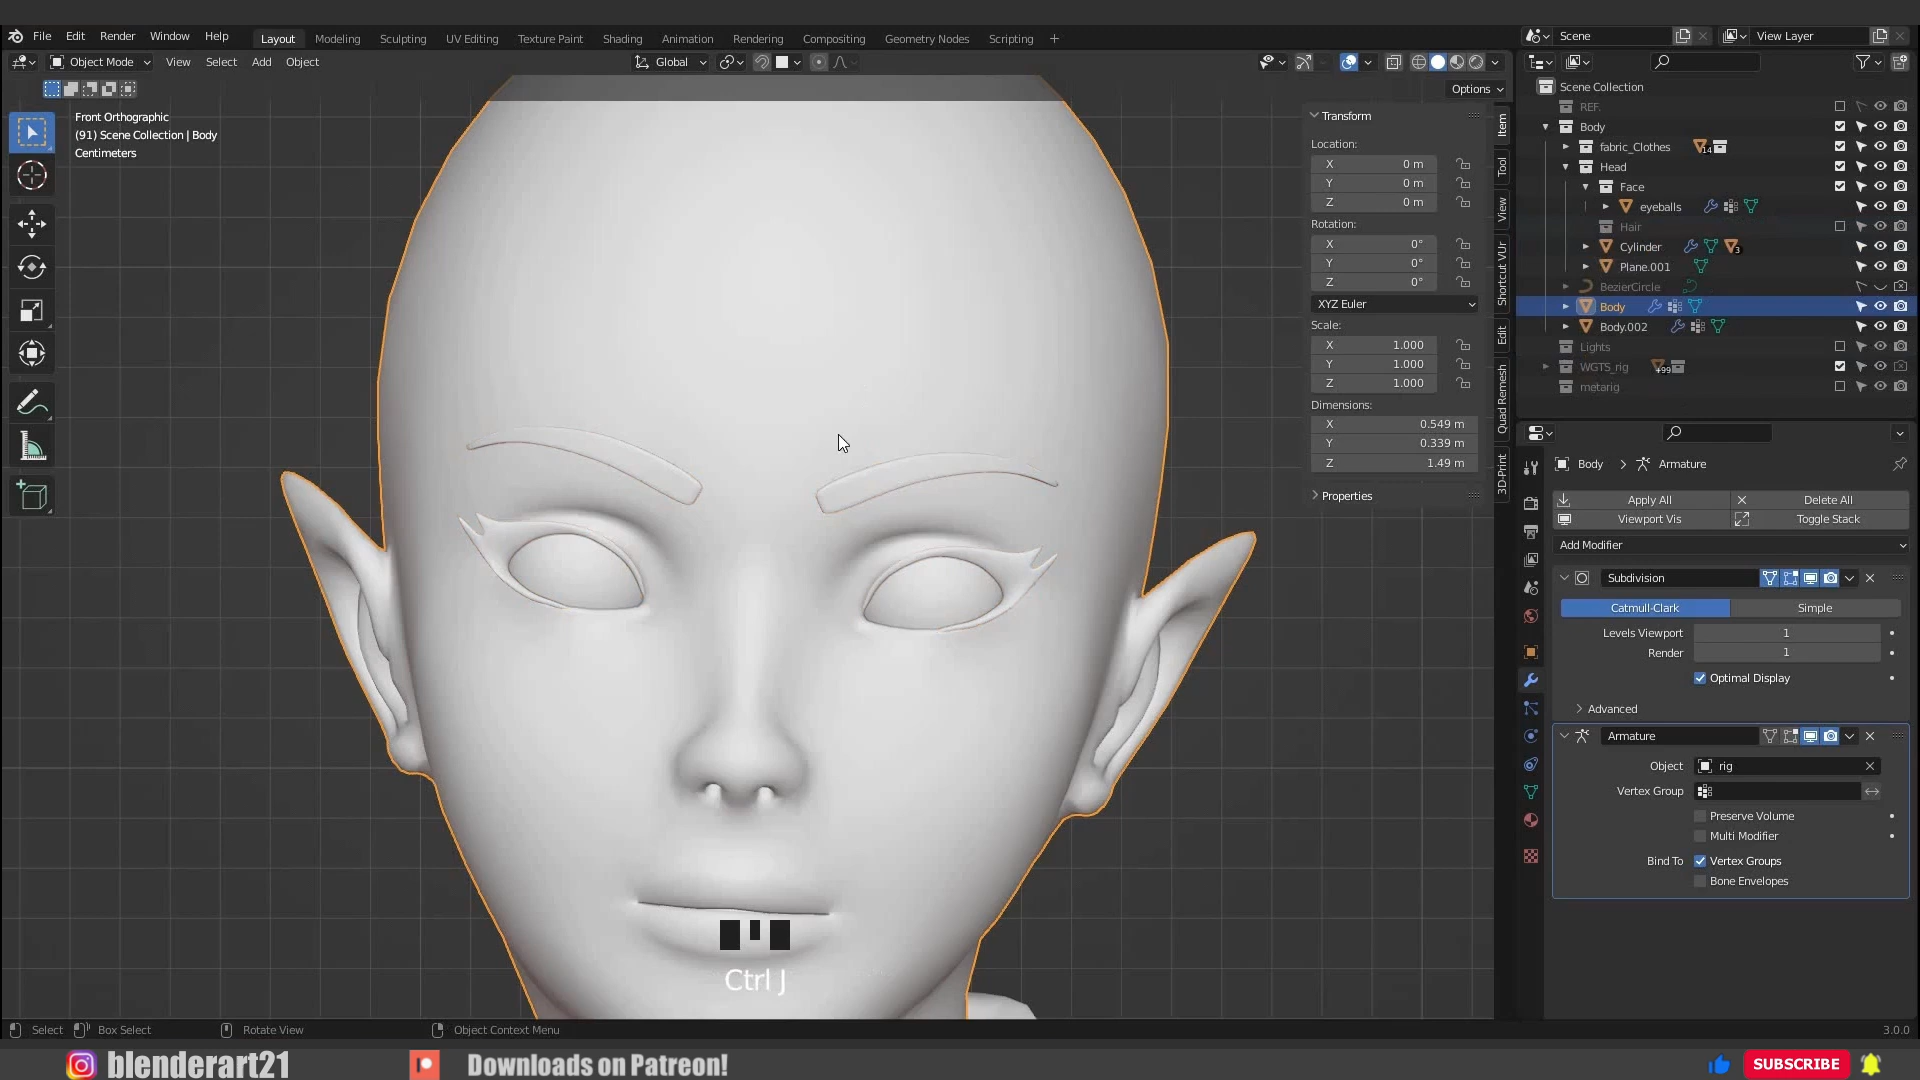 File Edit Render Window Help Layout Modeling Sculpting UV Editing Texture Paint Shading Animation Rendering Compositing Geometry Nodes Scripting
Scene View Layer
Object Mode View Select Add Object Global
Options
Front Orthographic
(91) Scene Collection | Body
Centimeters
Transform
Location:
X 0 m
Y 0 m
Z 0 m
Rotation:
X 0°
Y 0°
Z 0°
XYZ Euler
Scale:
X 1.000
Y 1.000
Z 1.000
Dimensions:
X 0.549 m
Y 0.339 m
Z 1.49 m
Properties
Item
Tool
View
Shortcut VUr
Edit
Quad Remesh
3D-Print
Scene Collection
REF.
Body
fabric_Clothes 14
Head
Face
eyeballs
Hair
Cylinder 3
Plane.001
BezierCircle
Body
Body.002
Lights
WGTS_rig +99
metarig
Body Armature
Apply All Delete All
Viewport Vis Toggle Stack
Add Modifier
Subdivision
Catmull-Clark Simple
Levels Viewport 1
Render 1
Optimal Display
Advanced
Armature
Object rig
Vertex Group
Preserve Volume
Multi Modifier
Bind To Vertex Groups
Bone Envelopes
Ctrl J
Select Box Select Rotate View Object Context Menu 3.0.0
blenderart21 Downloads on Patreon! SUBSCRIBE